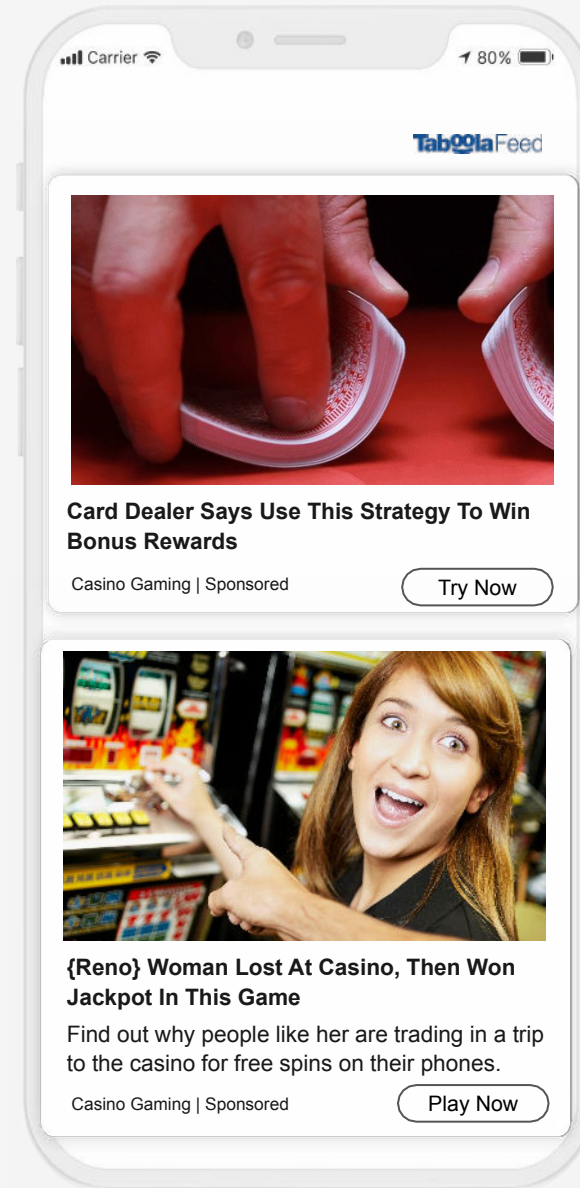 Carrier
80%
Taboola Feed
Card Dealer Says Use This Strategy To Win
Bonus Rewards
Casino Gaming | Sponsored
Try Now
{Reno} Woman Lost At Casino, Then Won
Jackpot In This Game
Find out why people like her are trading in a trip
to the casino for free spins on their phones.
Casino Gaming | Sponsored
Play Now